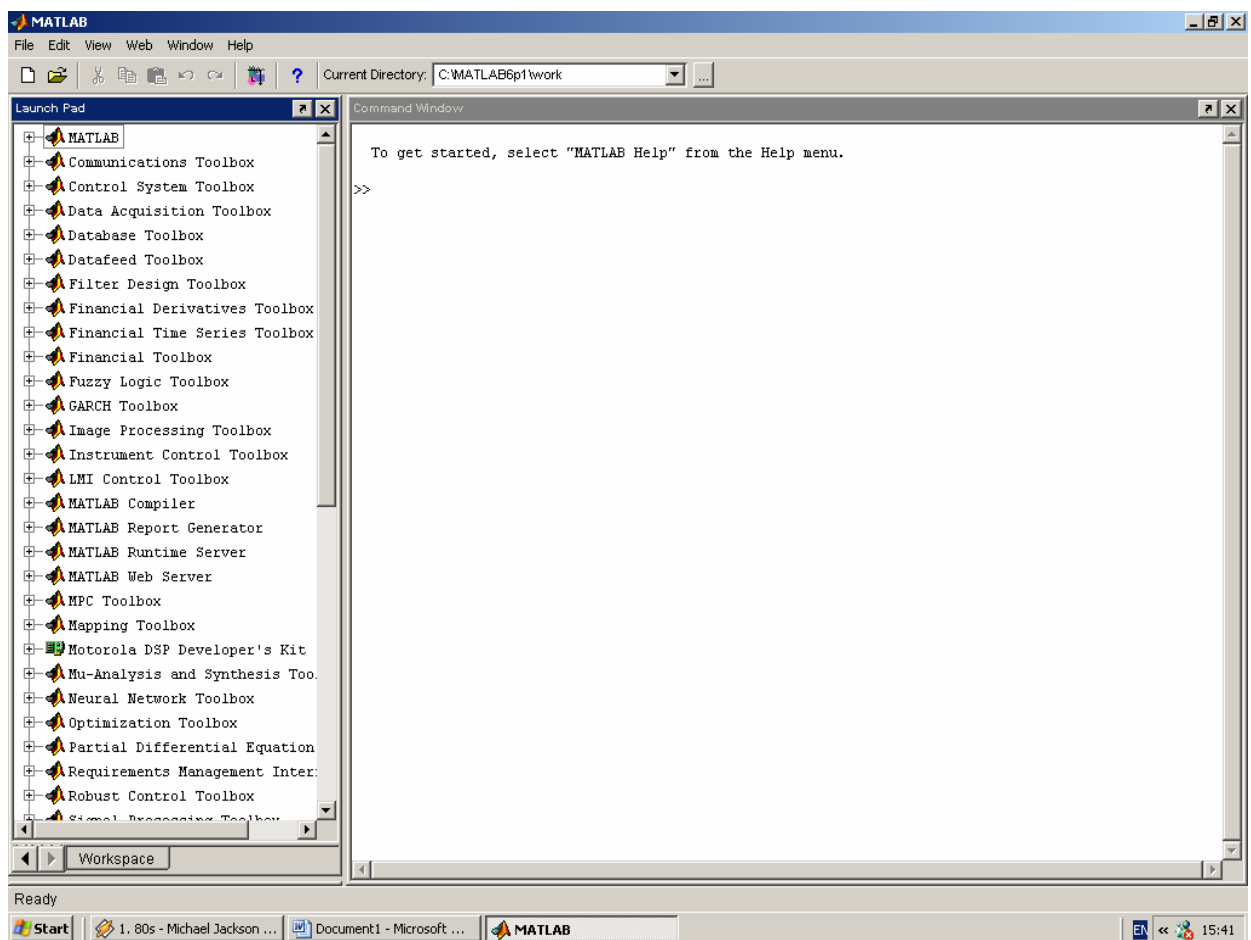 MATLAB
File Edit View Web Window Help
? Current Directory: C:\MATLAB6p1\work ...
Launch Pad
MATLAB
Communications Toolbox
Control System Toolbox
Data Acquisition Toolbox
Database Toolbox
Datafeed Toolbox
Filter Design Toolbox
Financial Derivatives Toolbox
Financial Time Series Toolbox
Financial Toolbox
Fuzzy Logic Toolbox
GARCH Toolbox
Image Processing Toolbox
Instrument Control Toolbox
LMI Control Toolbox
MATLAB Compiler
MATLAB Report Generator
MATLAB Runtime Server
MATLAB Web Server
MPC Toolbox
Mapping Toolbox
Motorola DSP Developer's Kit
Mu-Analysis and Synthesis Too.
Neural Network Toolbox
Optimization Toolbox
Partial Differential Equation
Requirements Management Inter
Robust Control Toolbox
Signal Processing Toolbox
Workspace
Command Window
To get started, select "MATLAB Help" from the Help menu.
>>
Ready
Start 1. 80s - Michael Jackson ... Document1 - Microsoft ... MATLAB EN « 15:41